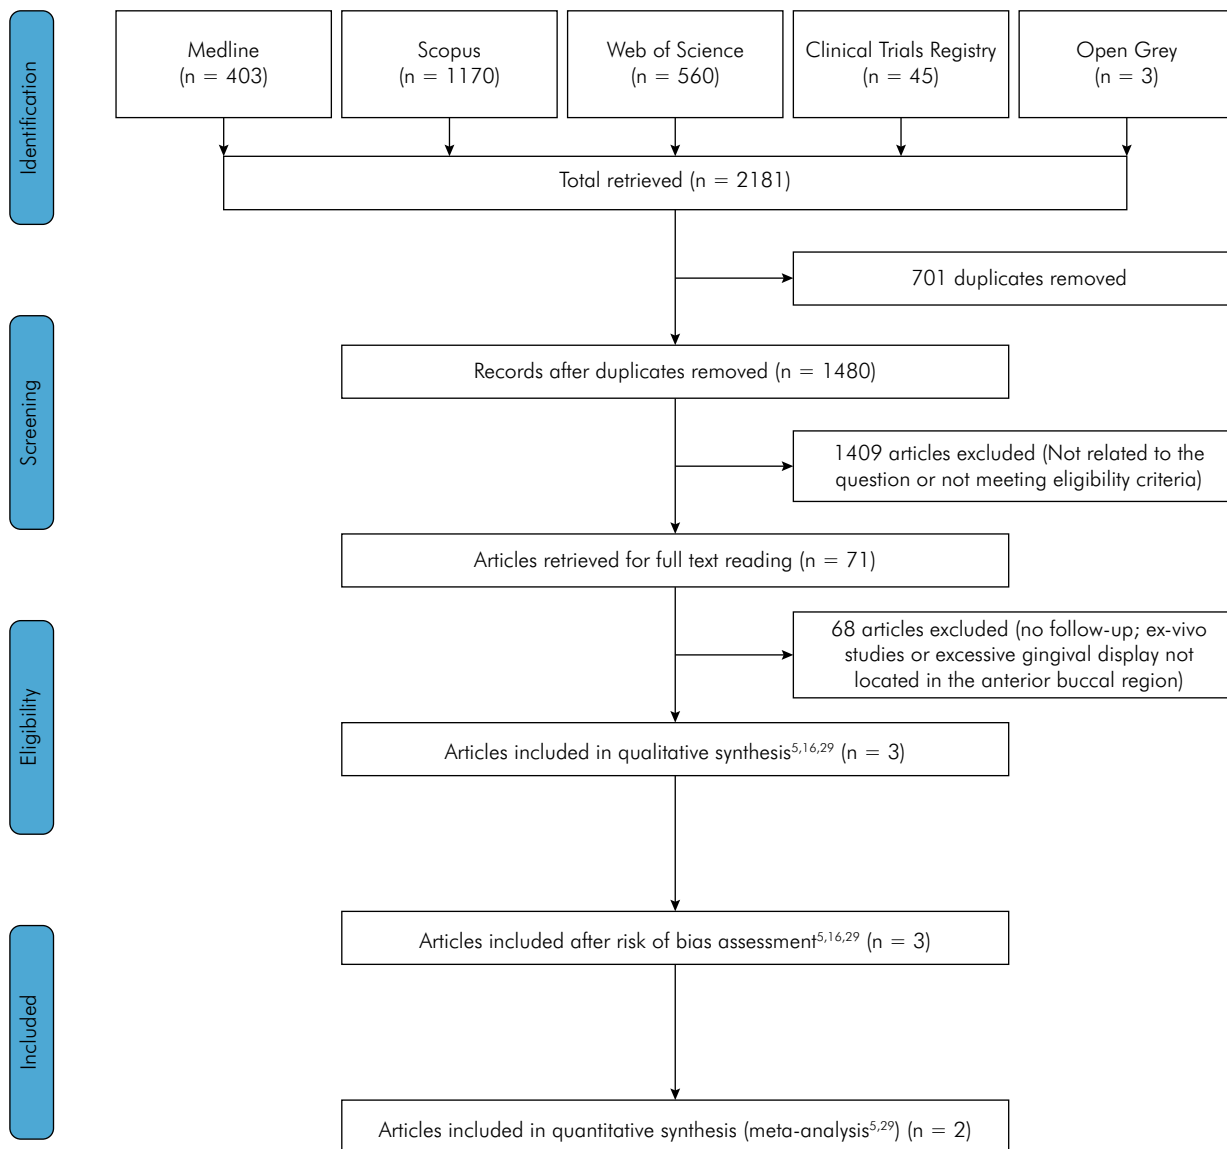 Identification
Medline
(n = 403)
Scopus
(n = 1170)
Web of Science
(n = 560)
Clinical Trials Registry
(n = 45)
Open Grey
(n = 3)
Total retrieved (n = 2181)
701 duplicates removed
Screening
Records after duplicates removed (n = 1480)
1409 articles excluded (Not related to the
question or not meeting eligibility criteria)
Articles retrieved for full text reading (n = 71)
Eligibility
68 articles excluded (no follow-up; ex-vivo
studies or excessive gingival display not
located in the anterior buccal region)
Articles included in qualitative synthesis5,16,29 (n = 3)
Included
Articles included after risk of bias assessment5,16,29 (n = 3)
Articles included in quantitative synthesis (meta-analysis5,29) (n = 2)